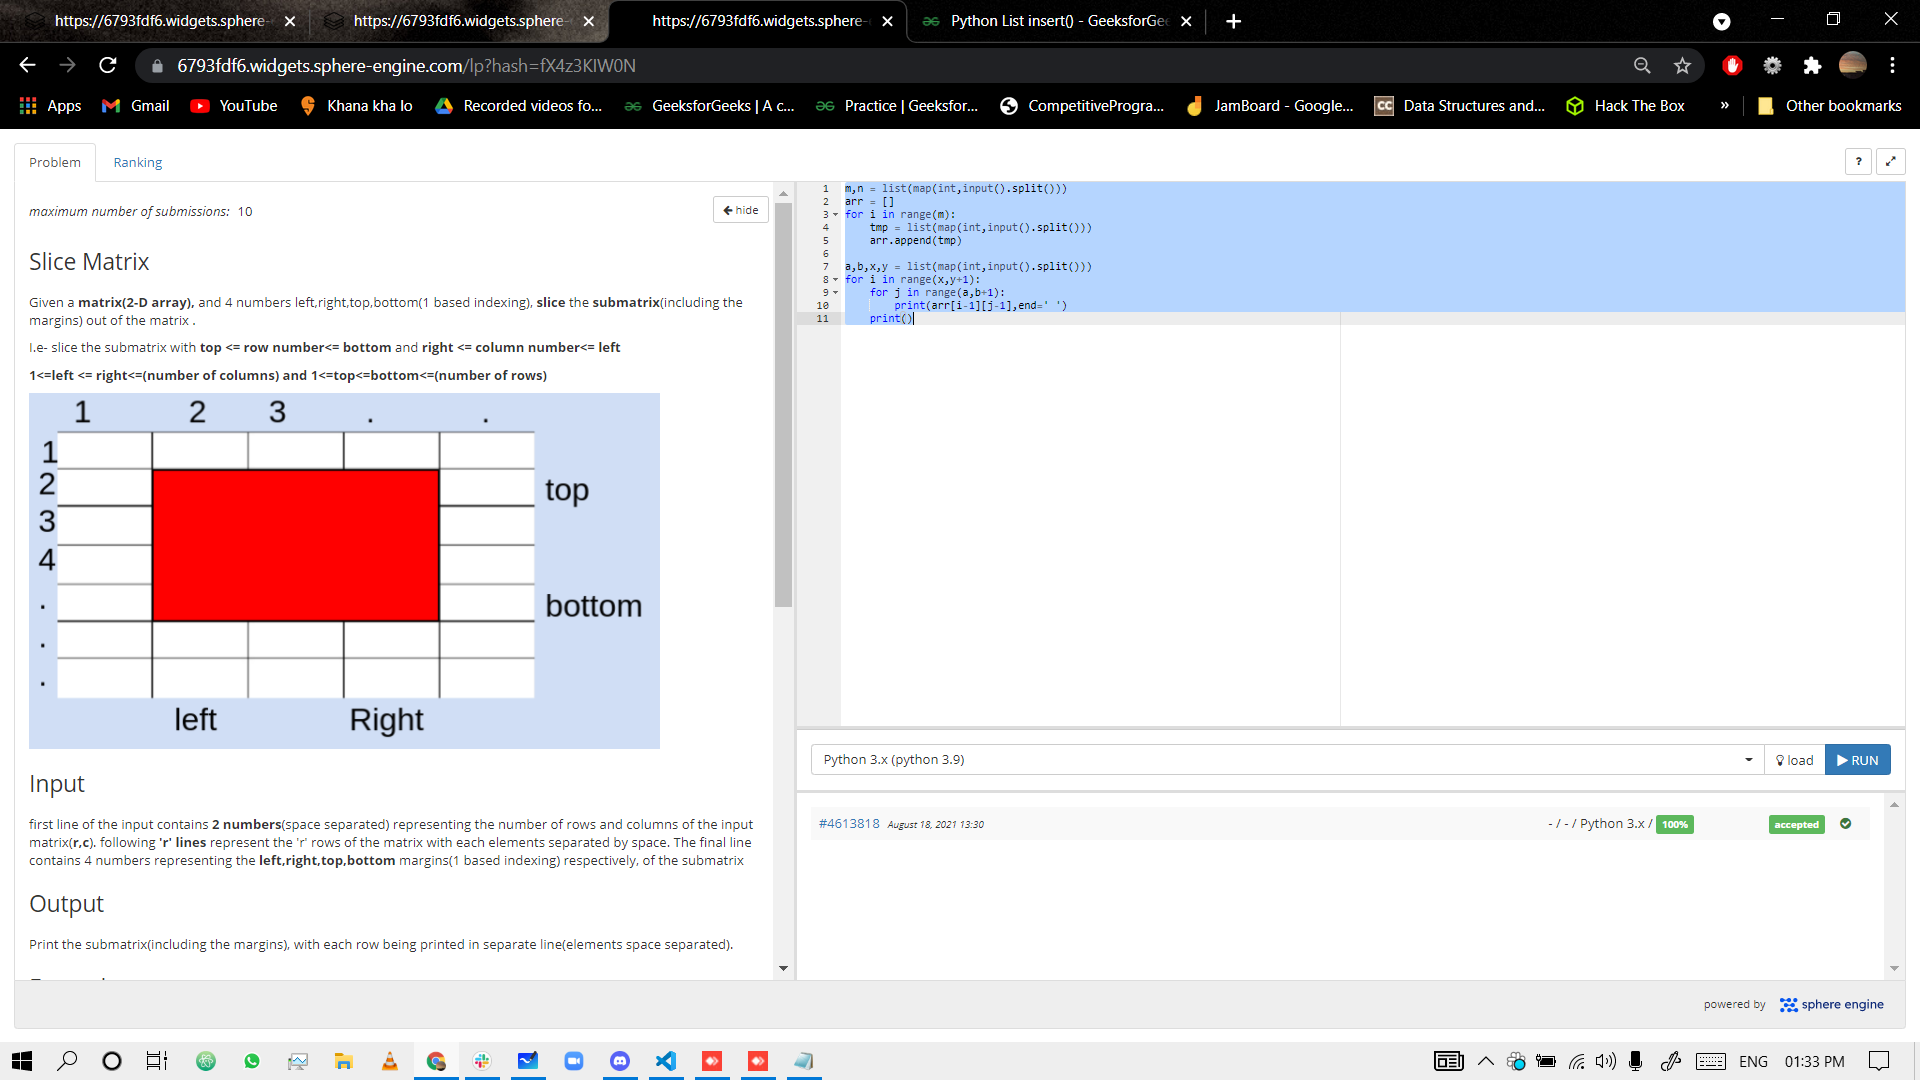 https://6793fdf6.widgets.sphere-
https://6793fdf6.widgets.sphere-
https://6793fdf6.widgets.sphere-
Python List insert() - GeeksforGe
6793fdf6.widgets.sphere-engine.com/lp?hash=fX4z3KIW0N
Apps
Gmail
YouTube
Khana kha lo
Recorded videos fo...
GeeksforGeeks | A c...
Practice | Geeksfor...
CompetitiveProgra...
JamBoard - Google...
CC
Data Structures and...
Hack The Box
»
Other bookmarks
Problem
Ranking
?
maximum number of submissions: 10
hide
Slice Matrix
Given a matrix(2-D array), and 4 numbers left,right,top,bottom(1 based indexing), slice the submatrix(including the
margins) out of the matrix .
I.e- slice the submatrix with top <= row number<= bottom and right <= column number<= left
1<=left <= right<=(number of columns) and 1<=top<=bottom<=(number of rows)
1 2 3 . .
1
2 top
3
4
. bottom
.
.
left Right
Input
first line of the input contains 2 numbers(space separated) representing the number of rows and columns of the input
matrix(r,c). following 'r' lines represent the 'r' rows of the matrix with each elements separated by space. The final line
contains 4 numbers representing the left,right,top,bottom margins(1 based indexing) respectively, of the submatrix
Output
Print the submatrix(including the margins), with each row being printed in separate line(elements space separated).
1 m,n = list(map(int,input().split()))
2 arr = []
3 for i in range(m):
4 tmp = list(map(int,input().split()))
5 arr.append(tmp)
6
7 a,b,x,y = list(map(int,input().split()))
8 for i in range(x,y+1):
9 for j in range(a,b+1):
10 print(arr[i-1][j-1],end=' ')
11 print()
Python 3.x (python 3.9)
load
RUN
#4613818 August 18, 2021 13:30
- / - / Python 3.x / 100%
accepted
powered by sphere engine
ENG
01:33 PM